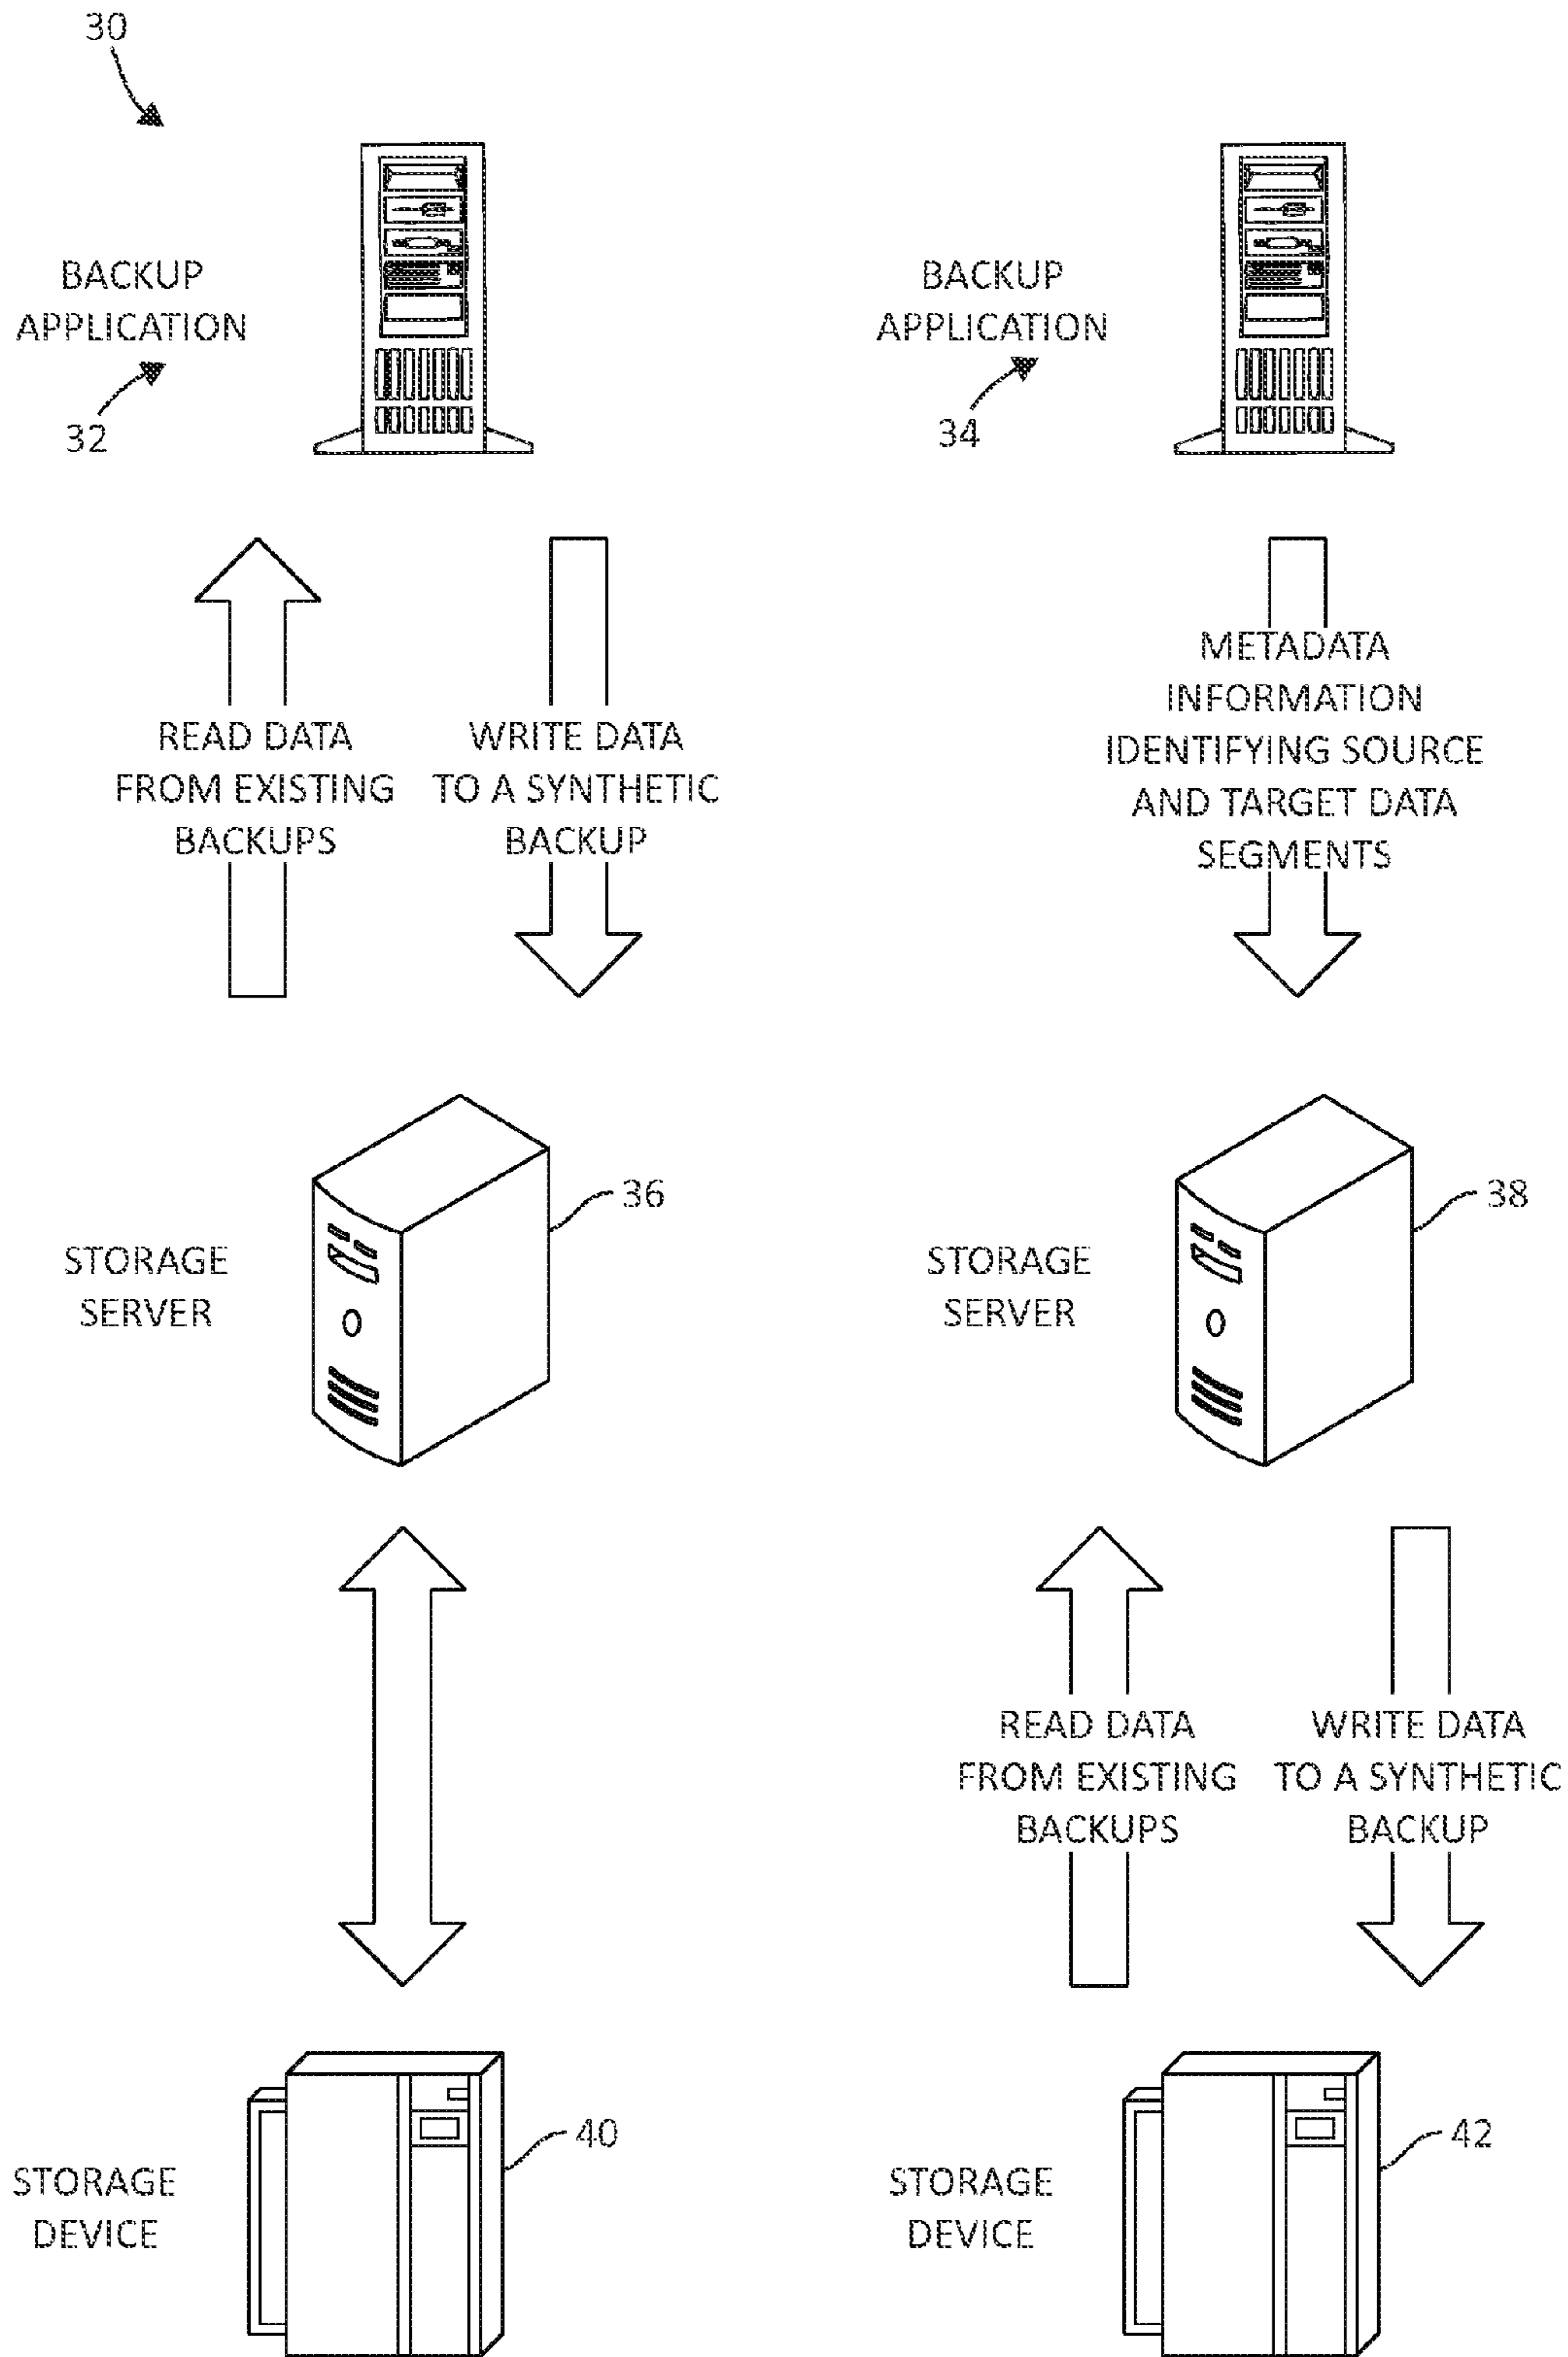 30
BACKUP
APPLICATION
32
BACKUP
APPLICATION
34
READ DATA
FROM EXISTING
BACKUPS
WRITE DATA
TO A SYNTHETIC
BACKUP
METADATA
INFORMATION
IDENTIFYING SOURCE
AND TARGET DATA
SEGMENTS
STORAGE
SERVER
36
STORAGE
SERVER
38
READ DATA
FROM EXISTING
BACKUPS
WRITE DATA
TO A SYNTHETIC
BACKUP
STORAGE
DEVICE
40
STORAGE
DEVICE
42